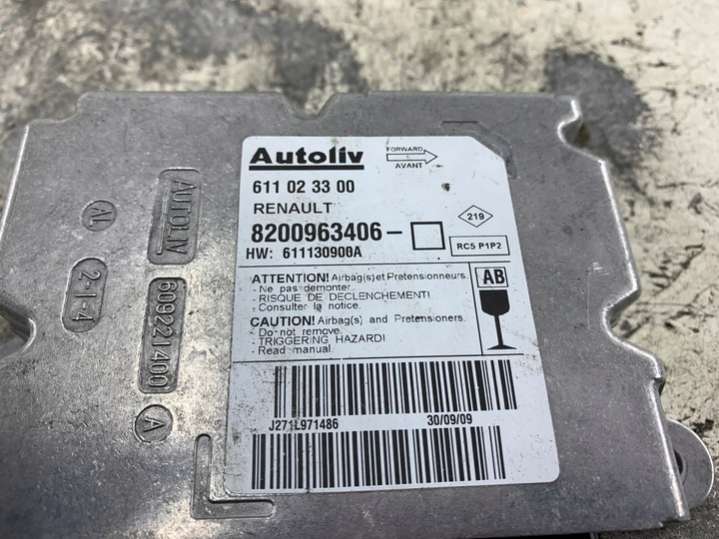 Autoliv
FORWARD
AVANT
611 02 33 00
RENAULT
8200963406-
219
RC5 P1P2
HW: 611130900A
ATTENTION! Airbag(s)et Pretensionneurs.
- Ne pas demonter.
- RISQUE DE DECLENCHEMENT!
- Consulter la notice.
AB
CAUTION! Airbag(s) and Pretensioners.
- Do not remove.
- TRIGGERING HAZARD!
- Read manual.
J271L971486
30/09/09
AUTOLIV
609221400
A
AL
2-1-4